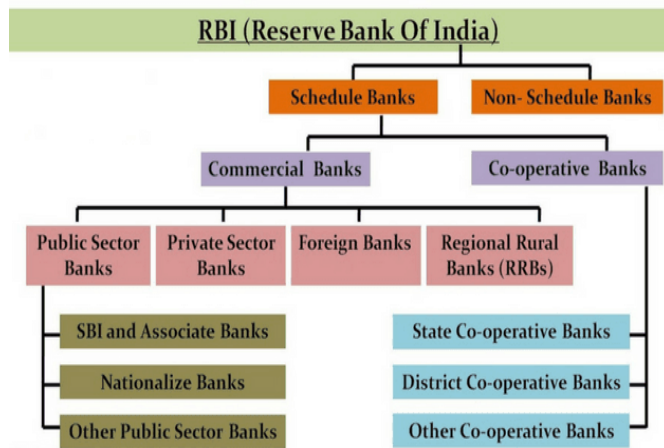 RBI (Reserve Bank Of India)
Schedule Banks
Non- Schedule Banks
Commercial Banks
Co-operative Banks
Public Sector
Banks
Private Sector
Banks
Foreign Banks
Regional Rural
Banks (RRBs)
SBI and Associate Banks
Nationalize Banks
Other Public Sector Banks
State Co-operative Banks
District Co-operative Banks
Other Co-operative Banks